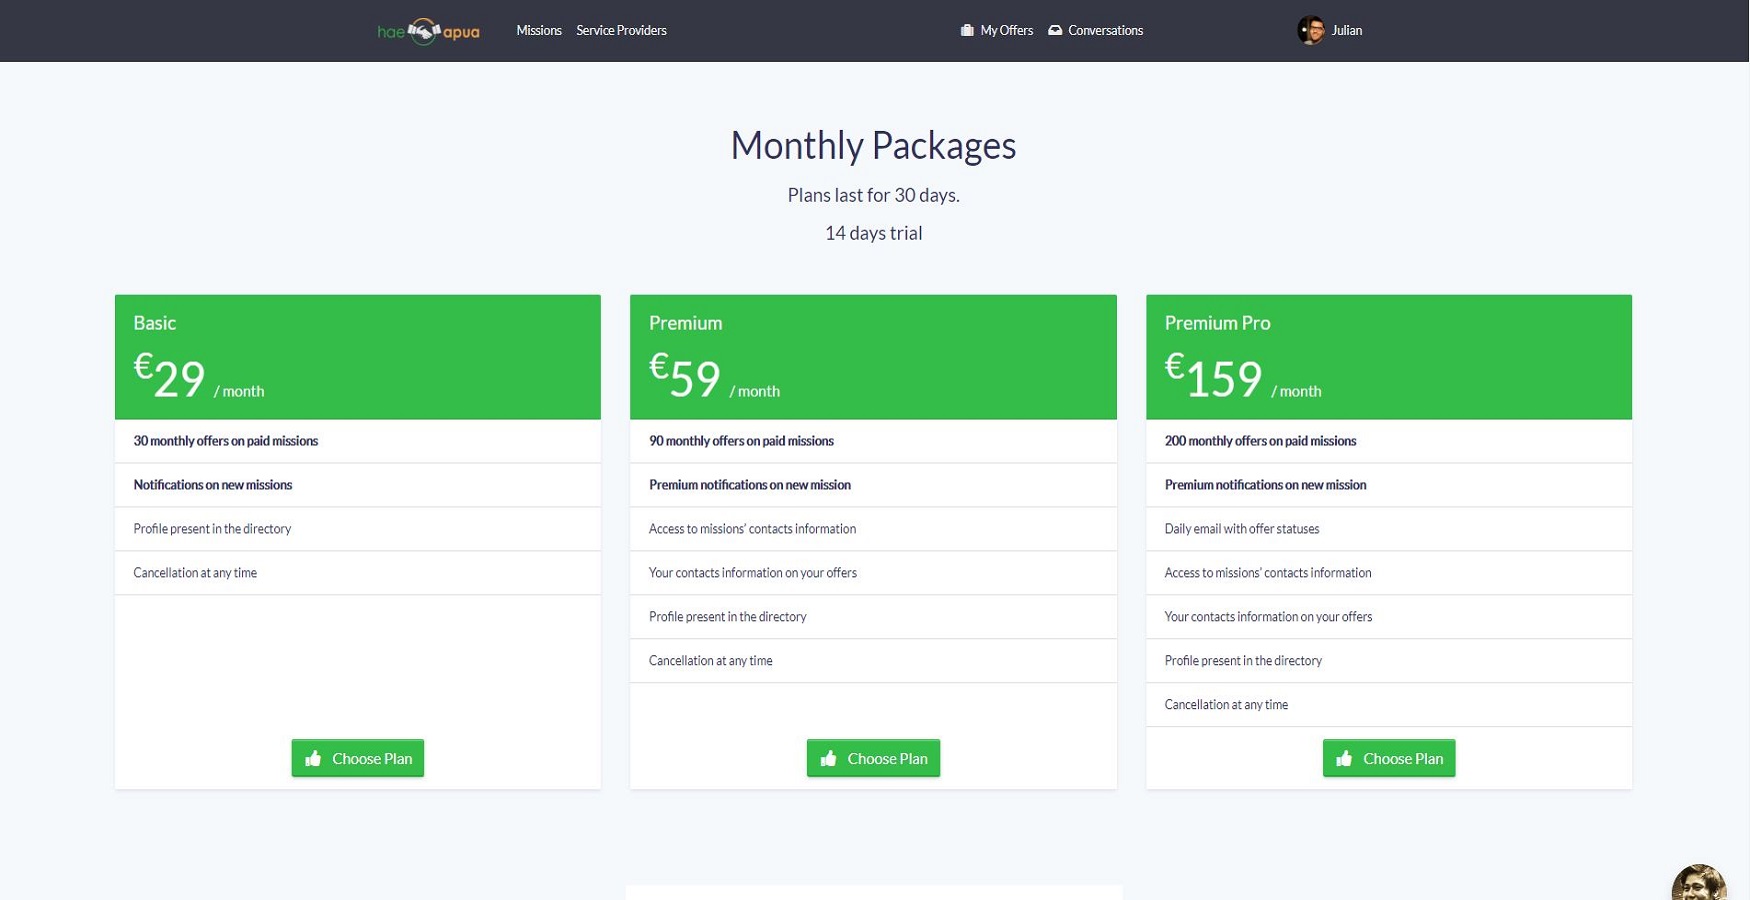 hae apua
Missions
Service Providers
My Offers
Conversations
Julian
Monthly Packages
Plans last for 30 days.
14 days trial
Basic
€29 / month
30 monthly offers on paid missions
Notifications on new missions
Profile present in the directory
Cancellation at any time
Choose Plan
Premium
€59 / month
90 monthly offers on paid missions
Premium notifications on new mission
Access to missions' contacts information
Your contacts information on your offers
Profile present in the directory
Cancellation at any time
Choose Plan
Premium Pro
€159 / month
200 monthly offers on paid missions
Premium notifications on new mission
Daily email with offer statuses
Access to missions' contacts information
Your contacts information on your offers
Profile present in the directory
Cancellation at any time
Choose Plan